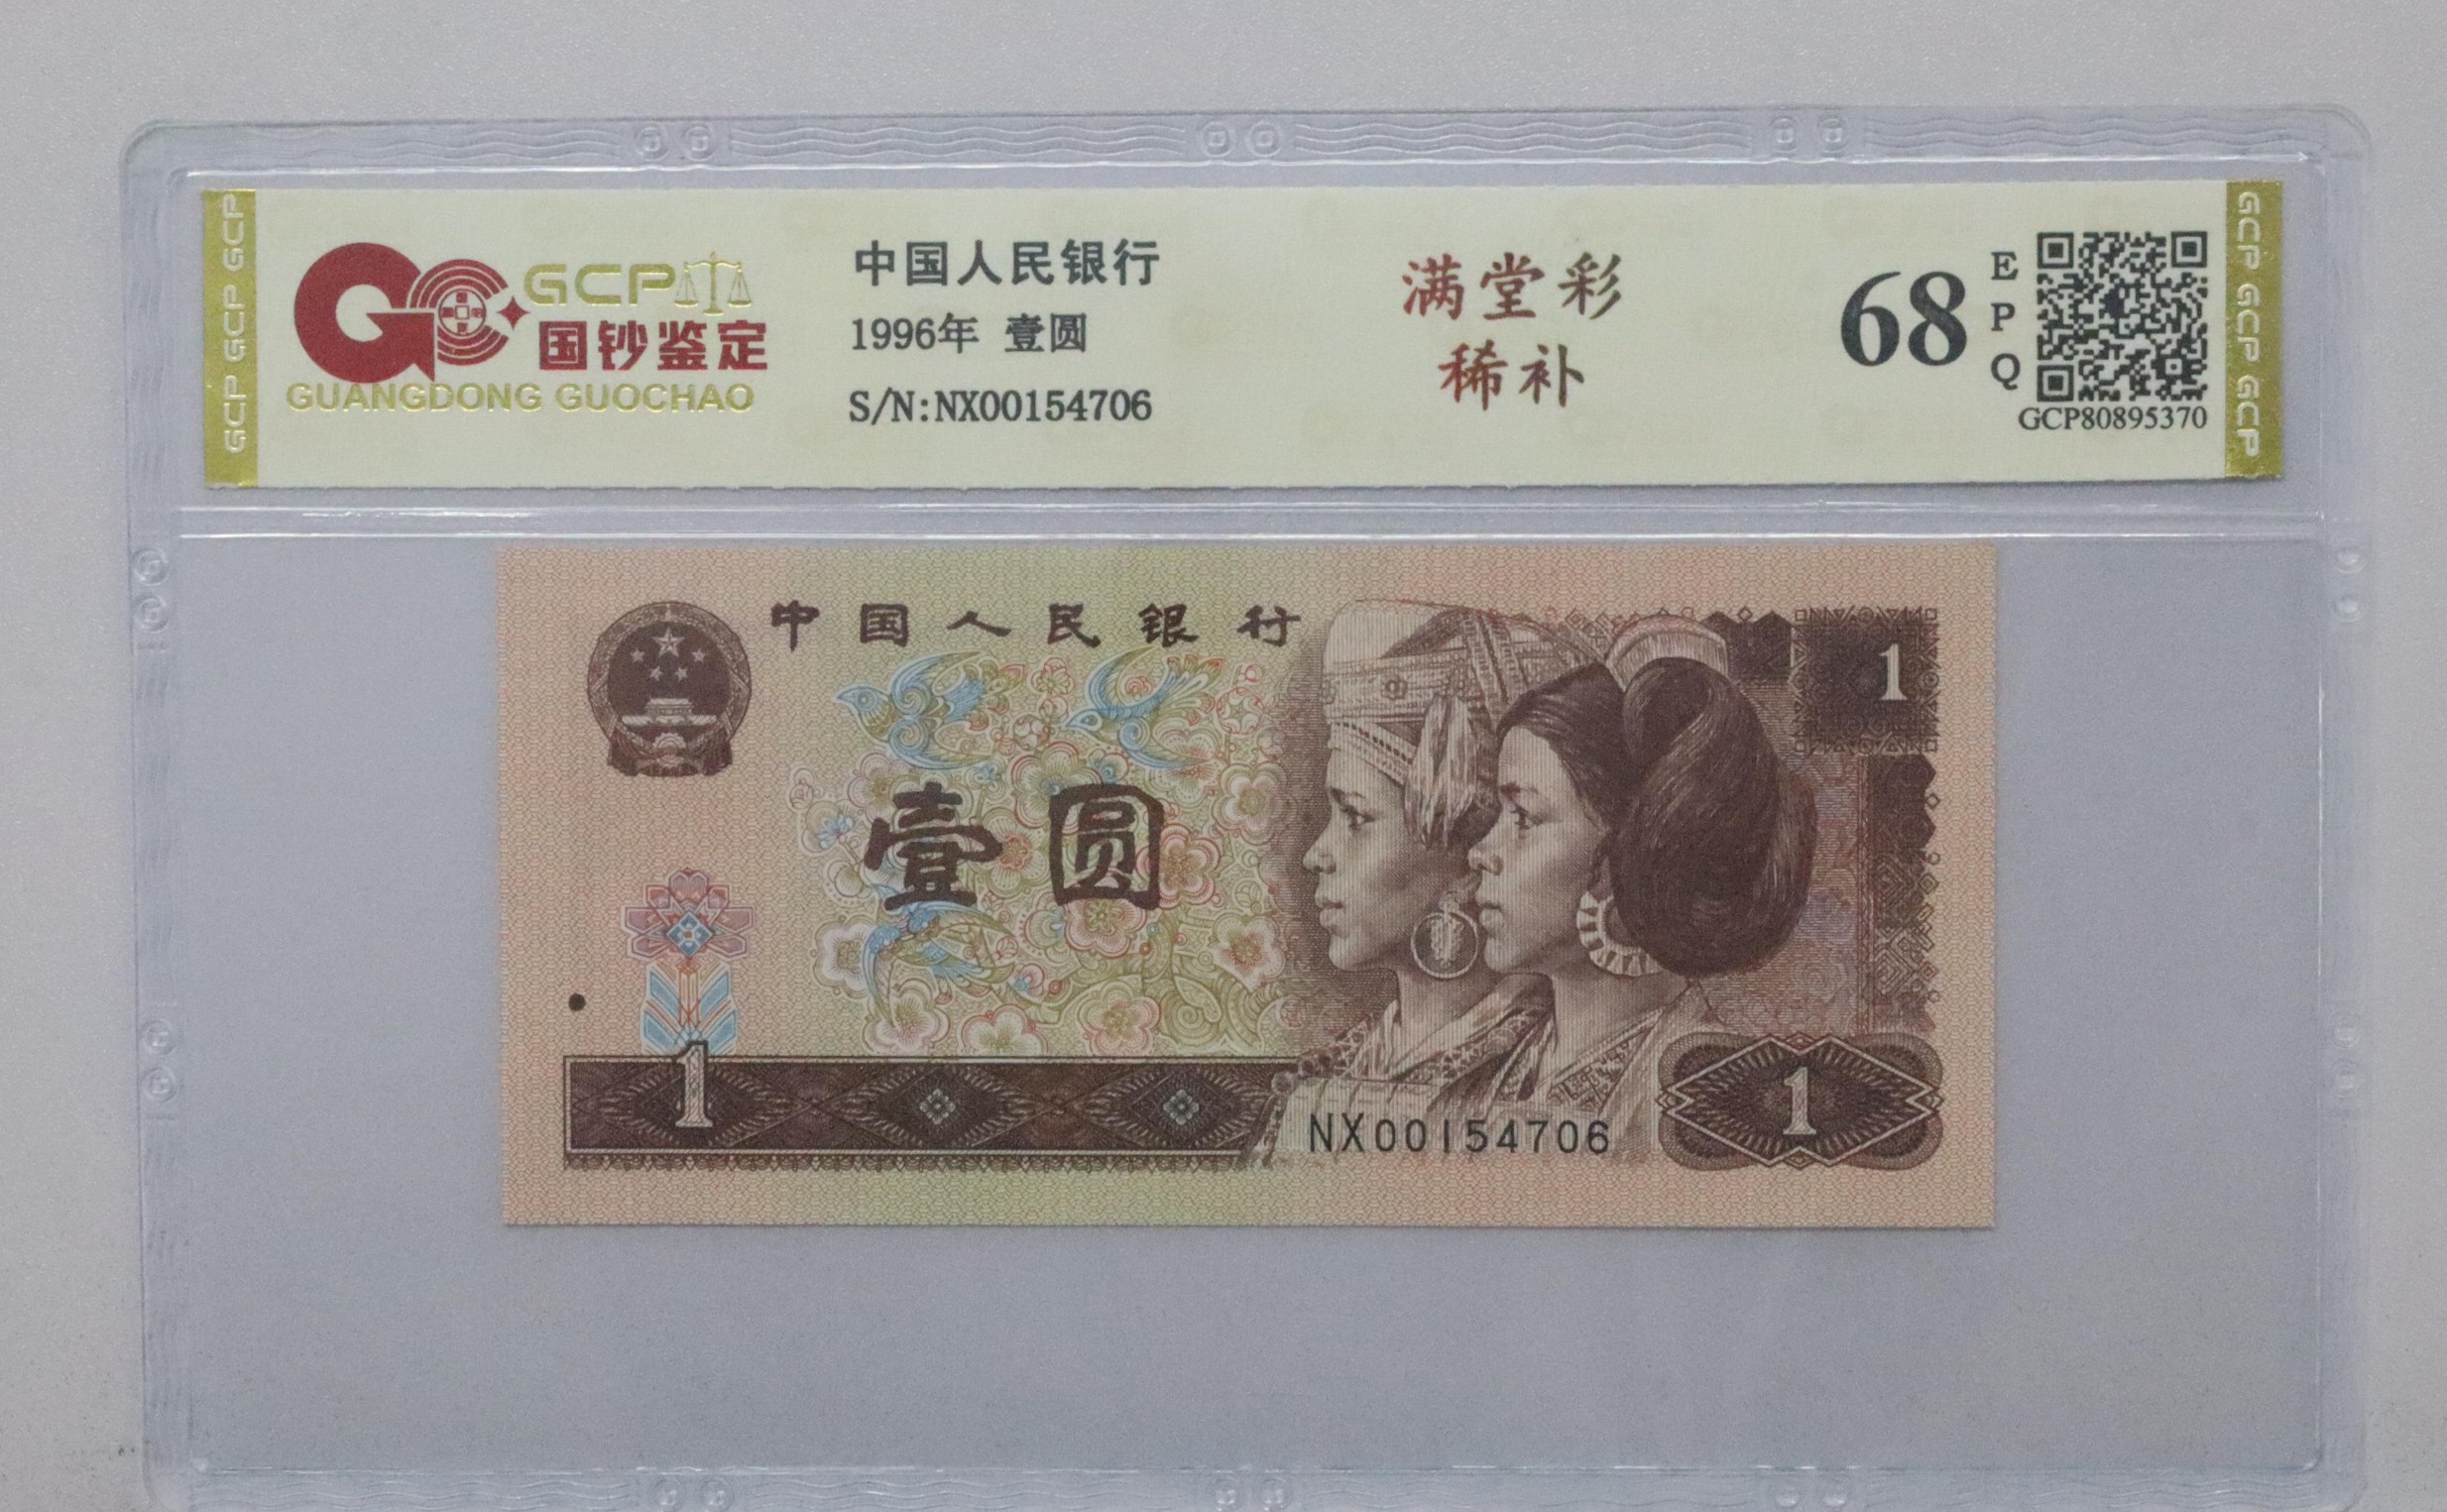 GCP GCP GCP
GCP
国钞鉴定
GUANGDONG GUOCHAO
中国人民银行
1996年 壹圆
S/N:NX00154706
满堂彩
稀补
68
E
P
Q
GCP80895370
GCP GCP GCP
中国人民银行
1
壹圆
1
NX00154706
1